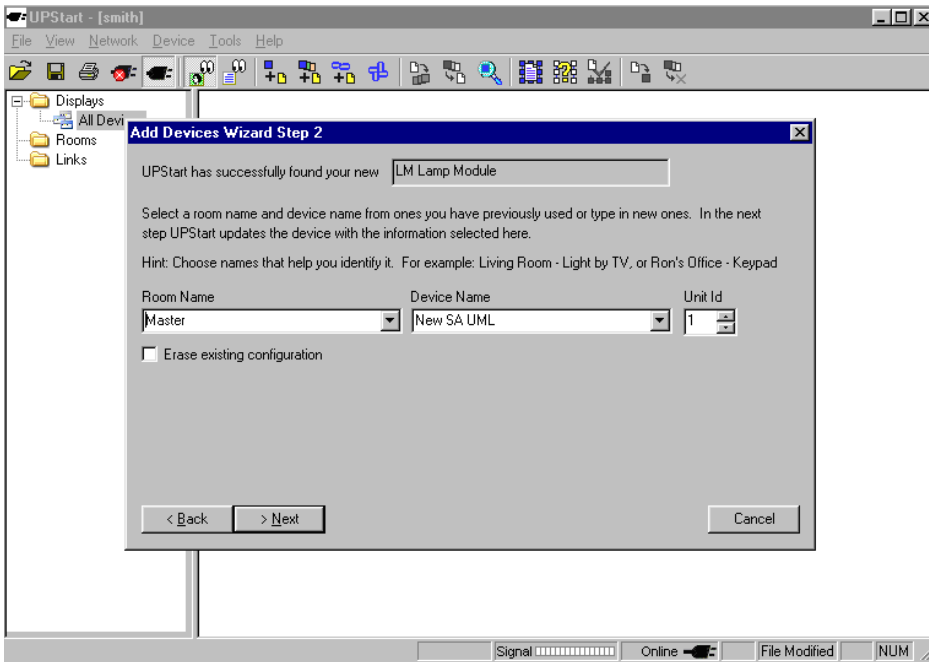 UPStart - [smith]
File View Network Device Tools Help
Displays
All Devi
Rooms
Links
Add Devices Wizard Step 2
UPStart has successfully found your new LM Lamp Module
Select a room name and device name from ones you have previously used or type in new ones. In the next
step UPStart updates the device with the information selected here.
Hint: Choose names that help you identify it. For example: Living Room - Light by TV, or Ron's Office - Keypad
Room Name Device Name Unit Id
Master New SA UML 1
Erase existing configuration
< Back > Next Cancel
Signal Online File Modified NUM